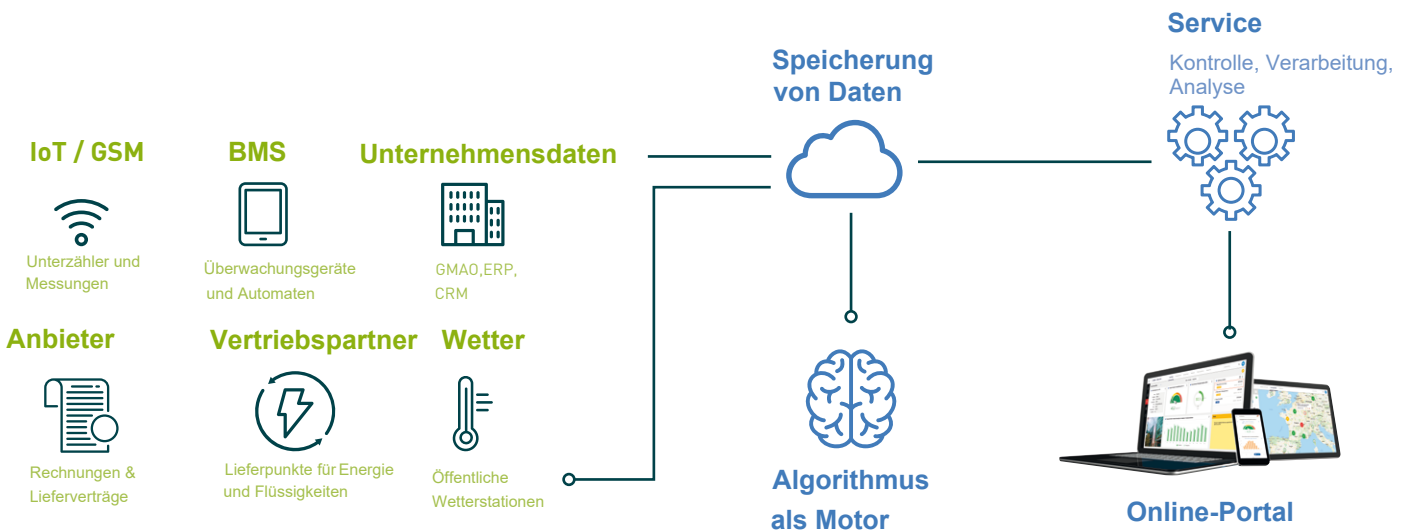 Service
Kontrolle, Verarbeitung,
Analyse
Speicherung
von Daten
IoT / GSM
BMS
Unternehmensdaten
Unterzähler und
Messungen
Überwachungsgeräte
und Automaten
GMAO,ERP,
CRM
Anbieter
Vertriebspartner
Wetter
Rechnungen &
Lieferverträge
Lieferpunkte für Energie
und Flüssigkeiten
Öffentliche
Wetterstationen
Algorithmus
als Motor
Online-Portal